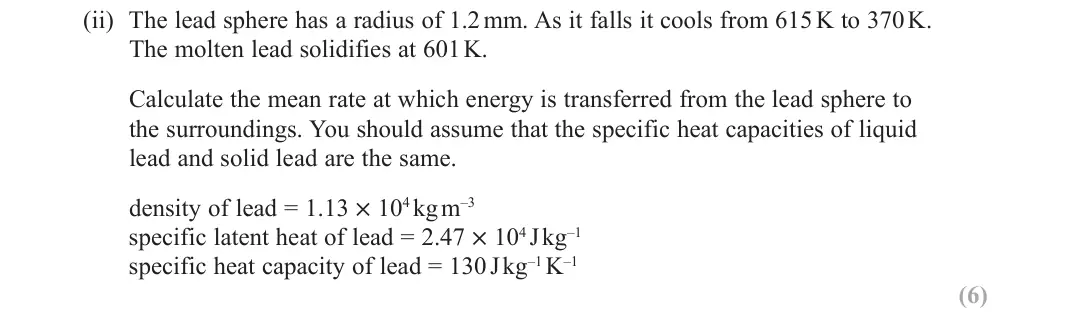 (ii) The lead sphere has a radius of 1.2 mm. As it falls it cools from 615 K to 370 K.
The molten lead solidifies at 601 K.
Calculate the mean rate at which energy is transferred from the lead sphere to
the surroundings. You should assume that the specific heat capacities of liquid
lead and solid lead are the same.
density of lead = 1.13 × 10⁴ kg m⁻³
specific latent heat of lead = 2.47 × 10⁴ J kg⁻¹
specific heat capacity of lead = 130 J kg⁻¹ K⁻¹
(6)